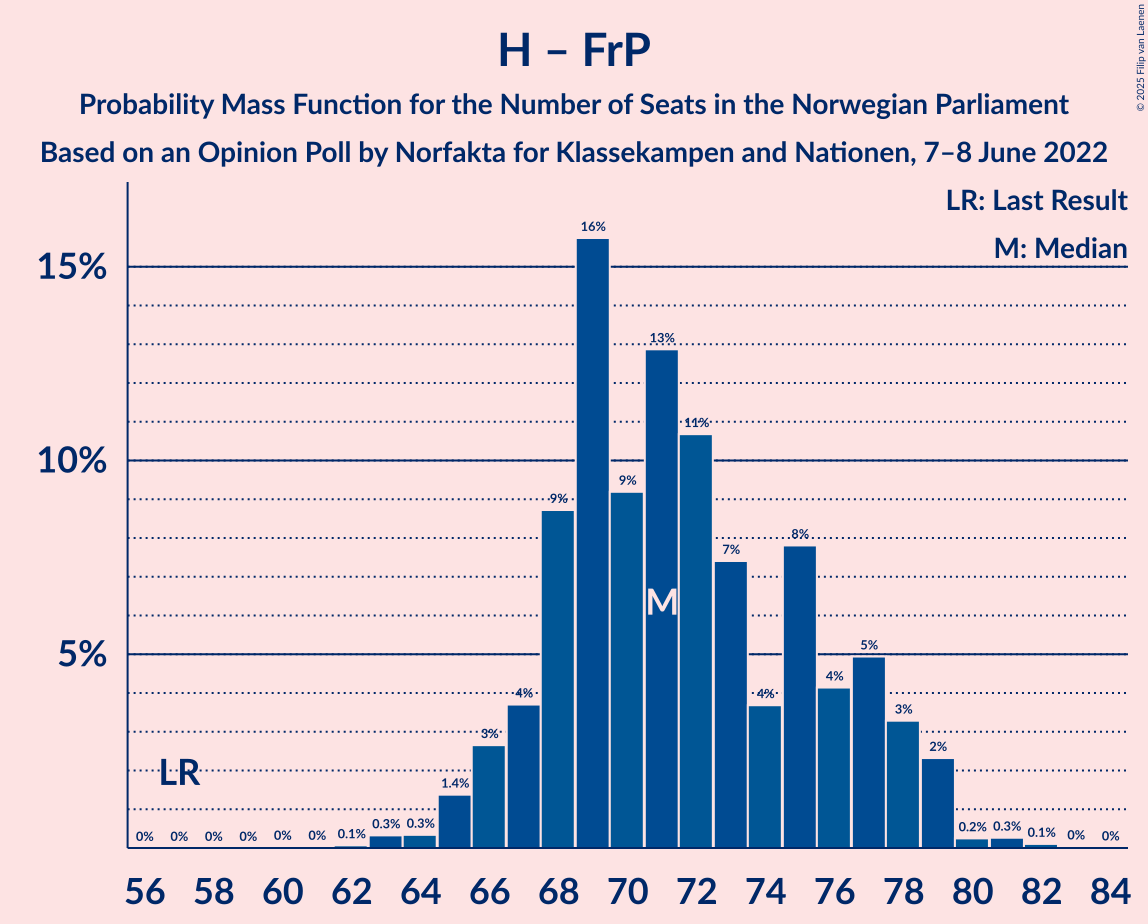 H – FrP
Probability Mass Function for the Number of Seats in the Norwegian Parliament
Based on an Opinion Poll by Norfakta for Klassekampen and Nationen, 7–8 June 2022
© 2025 Filip van Laenen
LR: Last Result
M: Median
15%
10%
5%
LR
M
0% 0% 0% 0% 0% 0% 0.1% 0.3% 0.3% 1.4% 3% 4% 9% 16% 9% 13% 11% 7% 4% 8% 4% 5% 3% 2% 0.2% 0.3% 0.1% 0% 0%
56 58 60 62 64 66 68 70 72 74 76 78 80 82 84